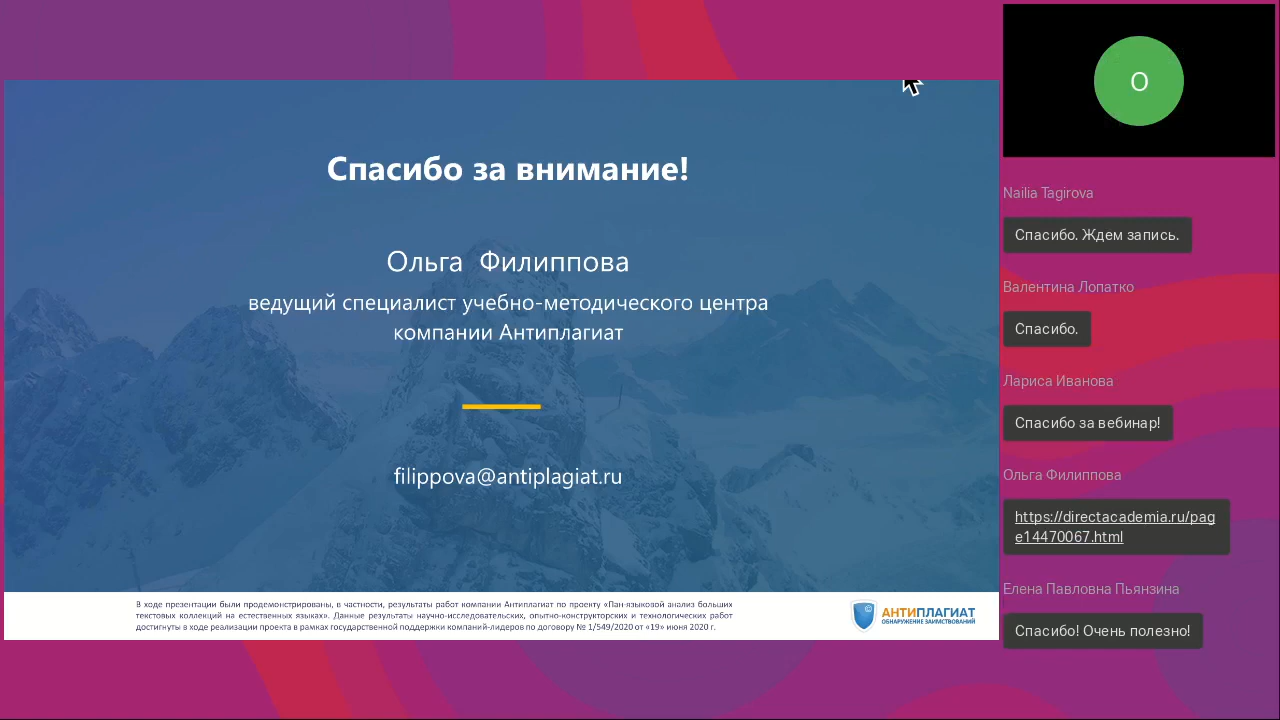 Спасибо за внимание!
Ольга Филиппова
ведущий специалист учебно-методического центра
компании Антиплагиат
filippova@antiplagiat.ru
В ходе презентации были продемонстрированы, в частности, результаты работ компании Антиплагиат по проекту «Пан-языковой анализ больших
текстовых коллекций на естественных языках». Данные результаты научно-исследовательских, опытно-конструкторских и технологических работ
достигнуты в ходе реализации проекта в рамках государственной поддержки компаний-лидеров по договору № 1/549/2020 от «19» июня 2020 г.
АНТИПЛАГИАТ
ОБНАРУЖЕНИЕ ЗАИМСТВОВАНИЙ
О
Nailia Tagirova
Спасибо. Ждем запись.
Валентина Лопатко
Спасибо.
Лариса Иванова
Спасибо за вебинар!
Ольга Филиппова
https://directacademia.ru/pag
e14470067.html
Елена Павловна Пьянзина
Спасибо! Очень полезно!